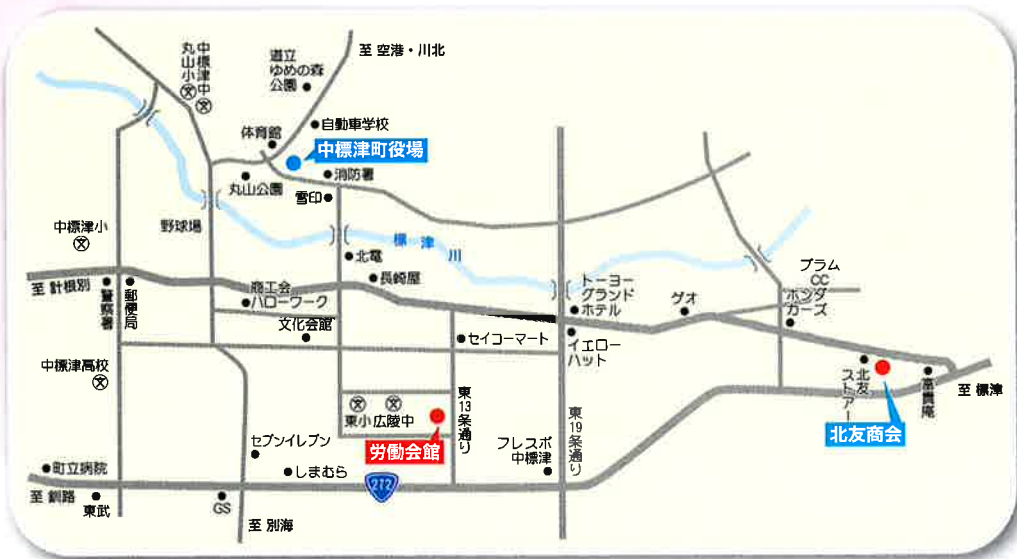 至 空港・川北
道立
ゆめの森
公園
中標津中
丸山小
自動車学校
体育館
中標津町役場
消防署
丸山公園
雪印
野球場
中標津小
標津川
北電
長崎屋
至 計根別
警察署
郵便局
商工会
ハローワーク
文化会館
トーヨー
グランド
ホテル
ゲオ
プラム
CC
ホンダ
カーズ
セイコーマート
イエロー
ハット
中標津高校
東小
広陵中
東13条通り
労働会館
東19条通り
北友
ストアー
富貴庵
至 標津
北友商会
セブンイレブン
フレスポ
中標津
町立病院
しまむら
272
至 釧路
東武
GS
至 別海